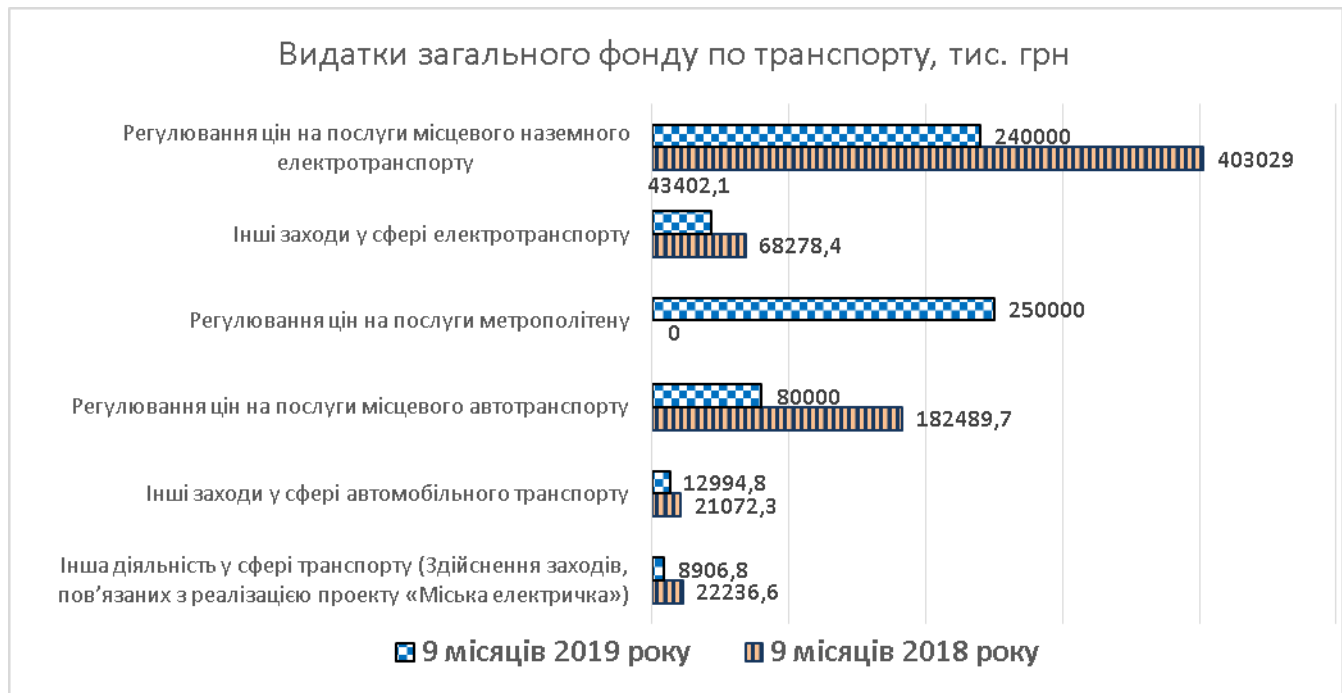 Видатки загального фонду по транспорту, тис. грн
Регулювання цін на послуги місцевого наземного
електротранспорту
240000
403029
43402,1
Інші заходи у сфері електротранспорту
68278,4
Регулювання цін на послуги метрополітену
250000
0
Регулювання цін на послуги місцевого автотранспорту
80000
182489,7
Інші заходи у сфері автомобільного транспорту
12994,8
21072,3
Інша діяльність у сфері транспорту (Здійснення заходів,
пов’язаних з реалізацією проекту «Міська електричка»)
8906,8
22236,6
9 місяців 2019 року
9 місяців 2018 року